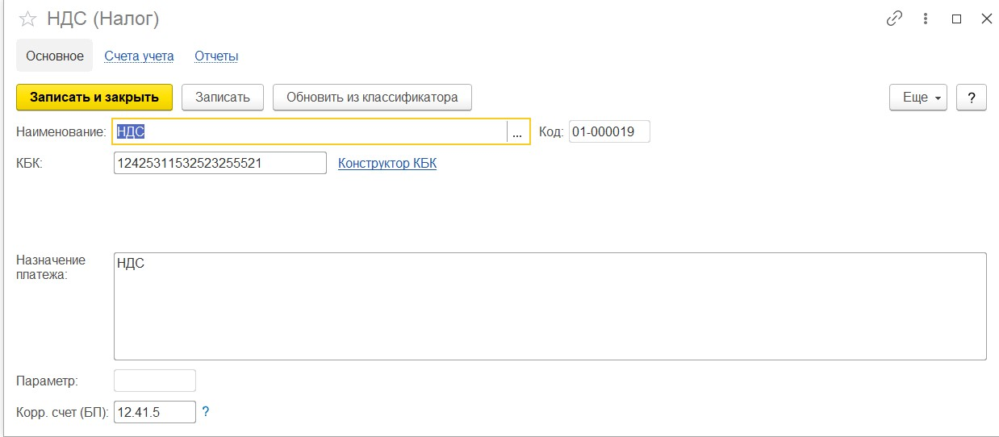 НДС (Налог)
Основное Счета учета Отчеты
Записать и закрыть Записать Обновить из классификатора Еще ?
Наименование: НДС ... Код: 01-000019
КБК: 12425311532523255521 Конструктор КБК
Назначение платежа: НДС
Параметр:
Корр. счет (БП): 12.41.5 ?